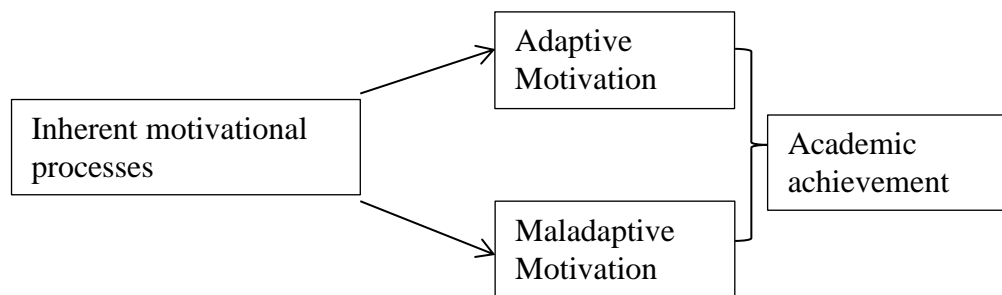 Adaptive
Motivation
Inherent motivational
processes
Academic
achievement
Maladaptive
Motivation